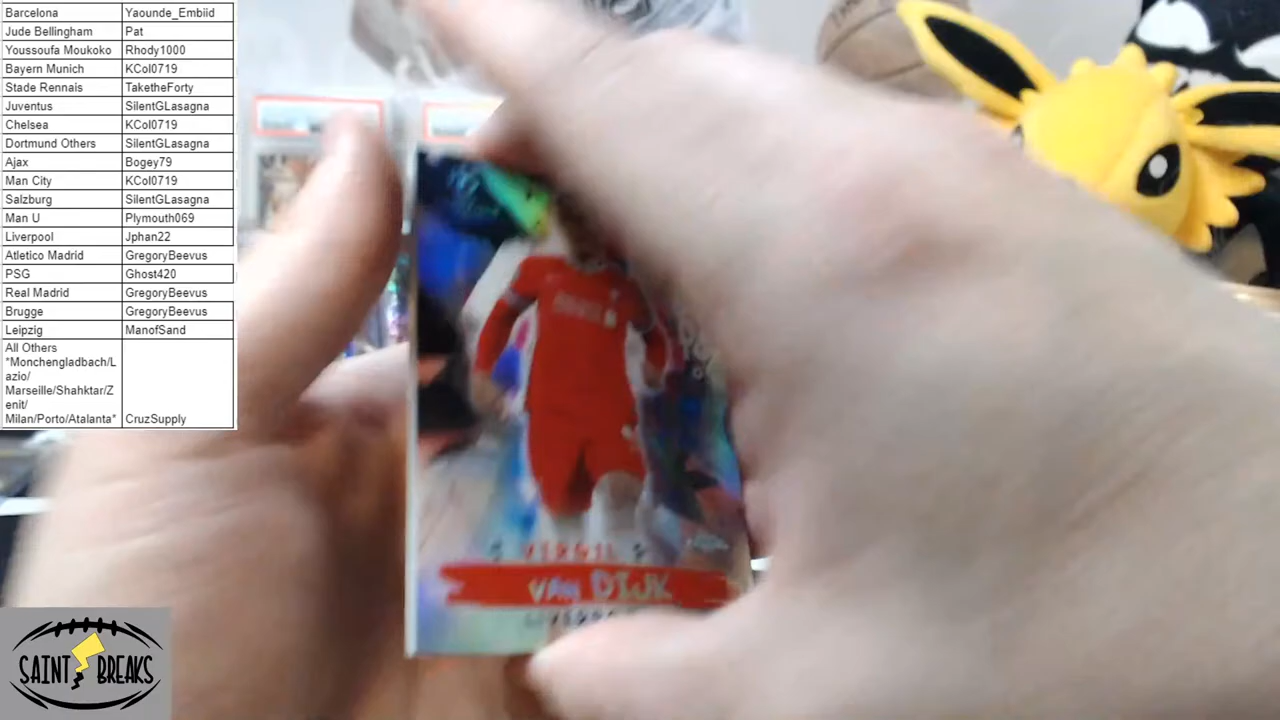 Barcelona Yaounde_Embiid
Jude Bellingham Pat
Youssoufa Moukoko Rhody1000
Bayern Munich KCol0719
Stade Rennais TaketheForty
Juventus SilentGLasagna
Chelsea KCol0719
Dortmund Others SilentGLasagna
Ajax Bogey79
Man City KCol0719
Salzburg SilentGLasagna
Man U Plymouth069
Liverpool Jphan22
Atletico Madrid GregoryBeevus
PSG Ghost420
Real Madrid GregoryBeevus
Brugge GregoryBeevus
Leipzig ManofSand
All Others
*Monchengladbach/L
azio/
Marseille/Shahktar/Z
enit/
Milan/Porto/Atalanta* CruzSupply
VIRGIL
VAN DIJK
SAINT BREAKS